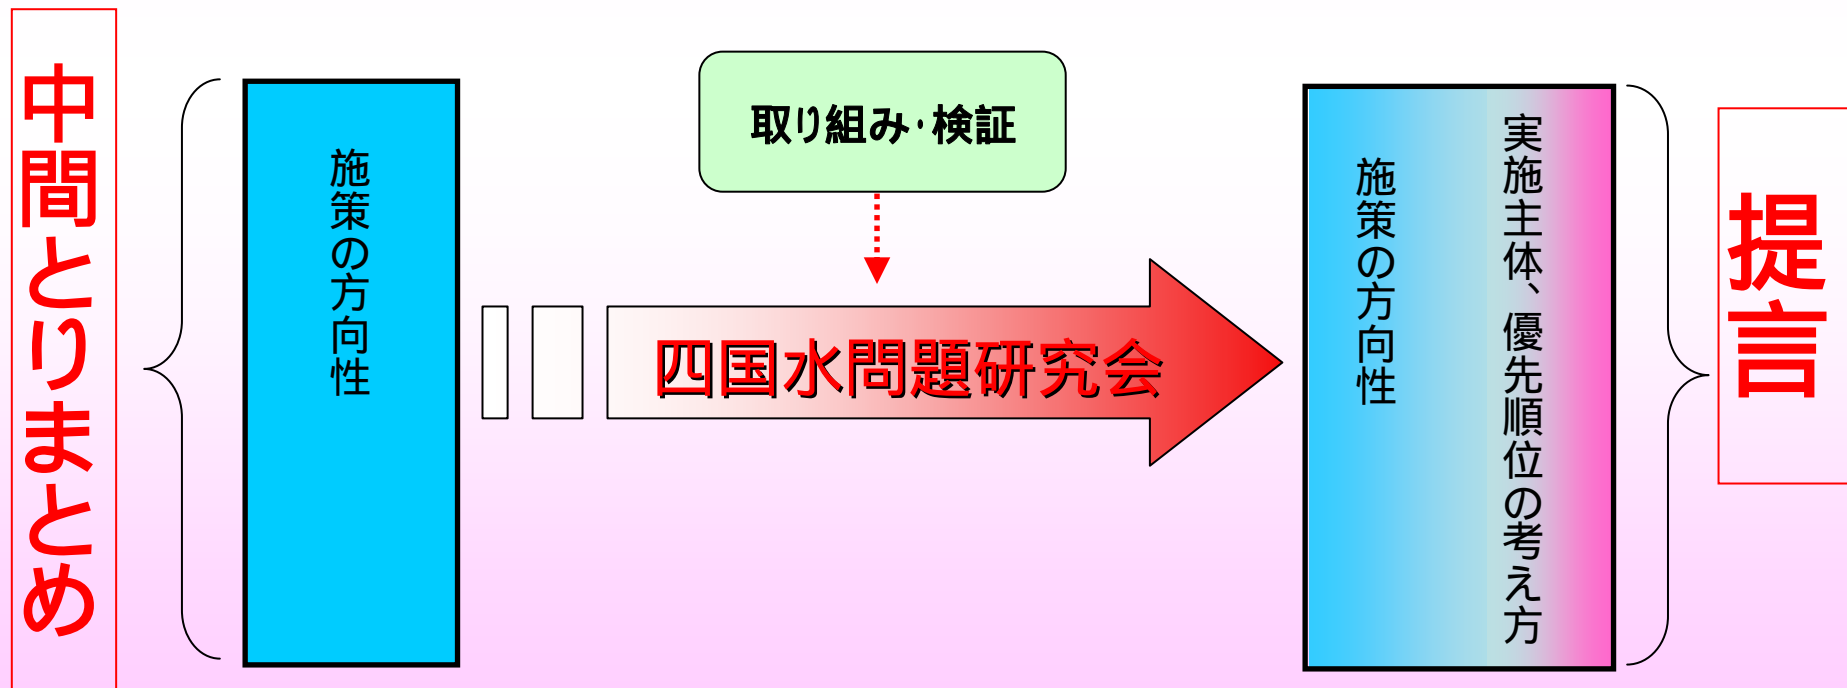 中間とりまとめ
施策の方向性
取り組み・検証
四国水問題研究会
施策の方向性
実施主体、優先順位の考え方
提言